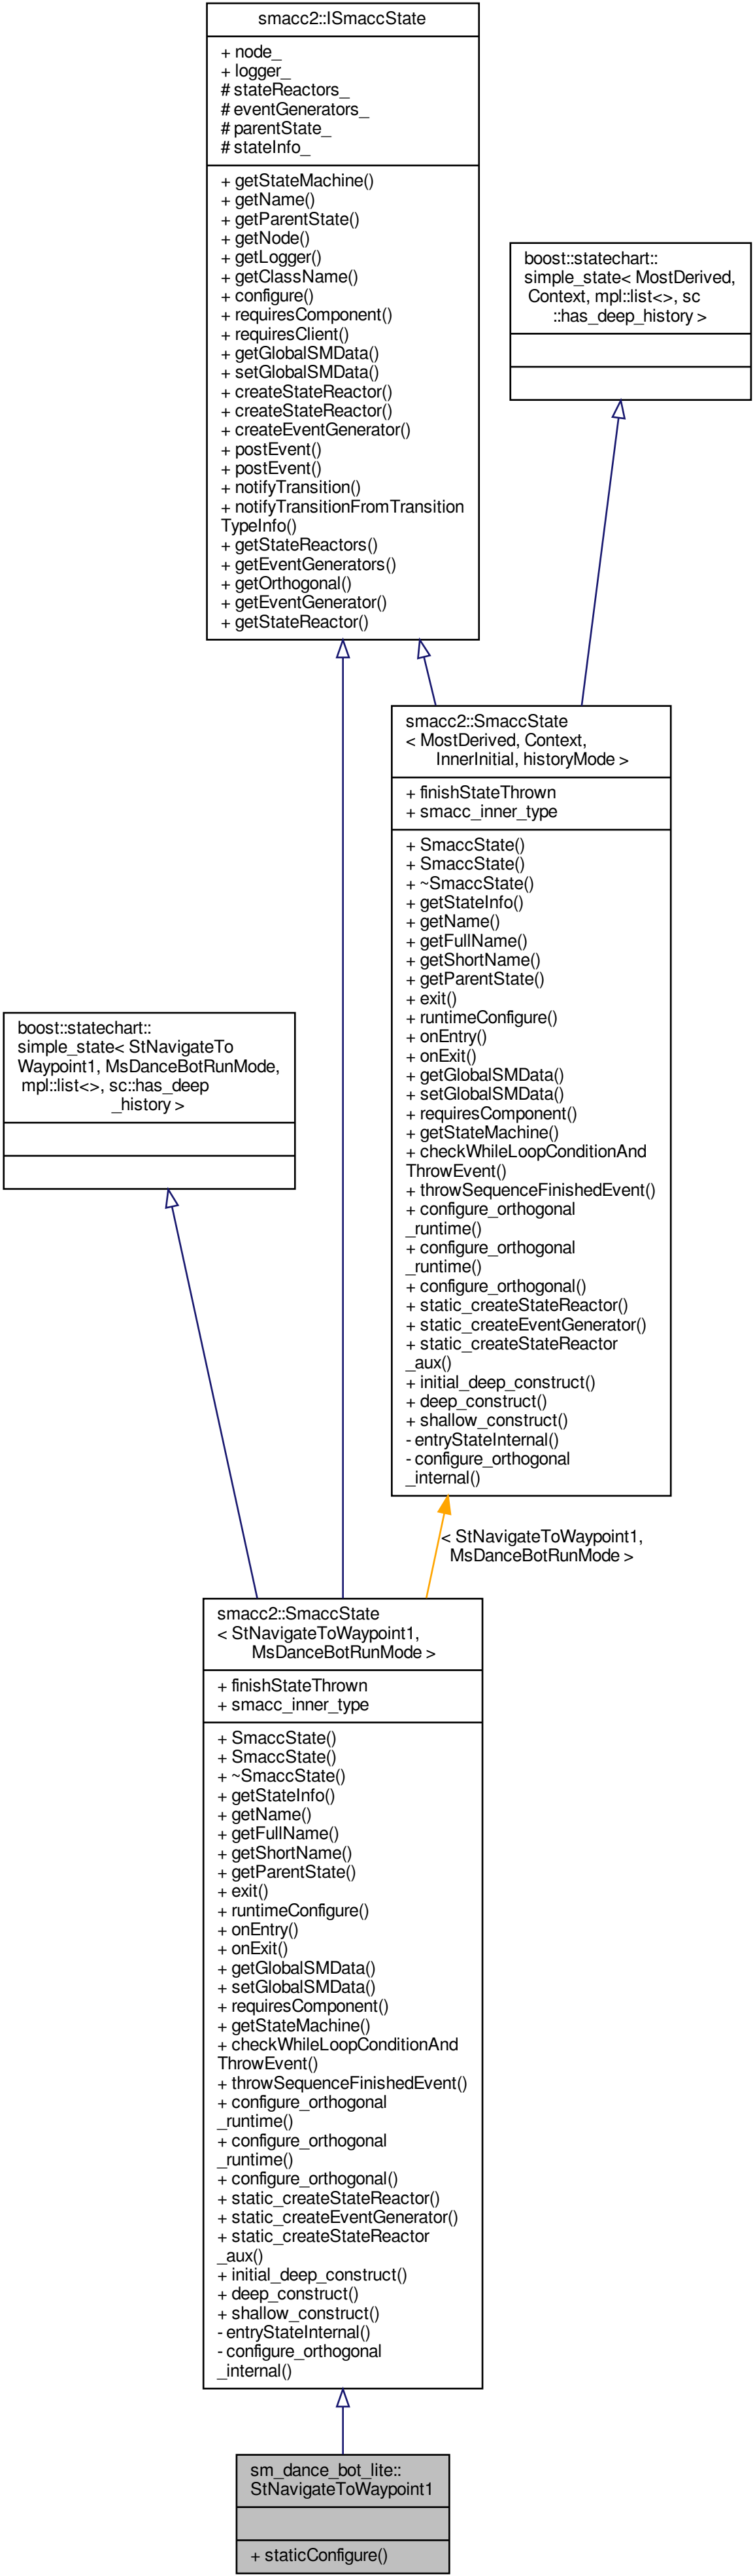 smacc2::ISmaccState
+ node_
+ logger_
# stateReactors_
# eventGenerators_
# parentState_
# stateInfo_
+ getStateMachine()
+ getName()
+ getParentState()
+ getNode()
+ getLogger()
+ getClassName()
+ configure()
+ requiresComponent()
+ requiresClient()
+ getGlobalSMData()
+ setGlobalSMData()
+ createStateReactor()
+ createStateReactor()
+ createEventGenerator()
+ postEvent()
+ postEvent()
+ notifyTransition()
+ notifyTransitionFromTransition
TypeInfo()
+ getStateReactors()
+ getEventGenerators()
+ getOrthogonal()
+ getEventGenerator()
+ getStateReactor()
boost::statechart::
simple_state< MostDerived,
Context, mpl::list<>, sc
::has_deep_history >
smacc2::SmaccState
< MostDerived, Context,
InnerInitial, historyMode >
+ finishStateThrown
+ smacc_inner_type
+ SmaccState()
+ SmaccState()
+ ~SmaccState()
+ getStateInfo()
+ getName()
+ getFullName()
+ getShortName()
+ getParentState()
+ exit()
+ runtimeConfigure()
+ onEntry()
+ onExit()
+ getGlobalSMData()
+ setGlobalSMData()
+ requiresComponent()
+ getStateMachine()
+ checkWhileLoopConditionAnd
ThrowEvent()
+ throwSequenceFinishedEvent()
+ configure_orthogonal
_runtime()
+ configure_orthogonal
_runtime()
+ configure_orthogonal()
+ static_createStateReactor()
+ static_createEventGenerator()
+ static_createStateReactor
_aux()
+ initial_deep_construct()
+ deep_construct()
+ shallow_construct()
- entryStateInternal()
- configure_orthogonal
_internal()
boost::statechart::
simple_state< StNavigateTo
Waypoint1, MsDanceBotRunMode,
mpl::list<>, sc::has_deep
_history >
< StNavigateToWaypoint1,
MsDanceBotRunMode >
smacc2::SmaccState
< StNavigateToWaypoint1,
MsDanceBotRunMode >
+ finishStateThrown
+ smacc_inner_type
+ SmaccState()
+ SmaccState()
+ ~SmaccState()
+ getStateInfo()
+ getName()
+ getFullName()
+ getShortName()
+ getParentState()
+ exit()
+ runtimeConfigure()
+ onEntry()
+ onExit()
+ getGlobalSMData()
+ setGlobalSMData()
+ requiresComponent()
+ getStateMachine()
+ checkWhileLoopConditionAnd
ThrowEvent()
+ throwSequenceFinishedEvent()
+ configure_orthogonal
_runtime()
+ configure_orthogonal
_runtime()
+ configure_orthogonal()
+ static_createStateReactor()
+ static_createEventGenerator()
+ static_createStateReactor
_aux()
+ initial_deep_construct()
+ deep_construct()
+ shallow_construct()
- entryStateInternal()
- configure_orthogonal
_internal()
sm_dance_bot_lite::
StNavigateToWaypoint1
+ staticConfigure()